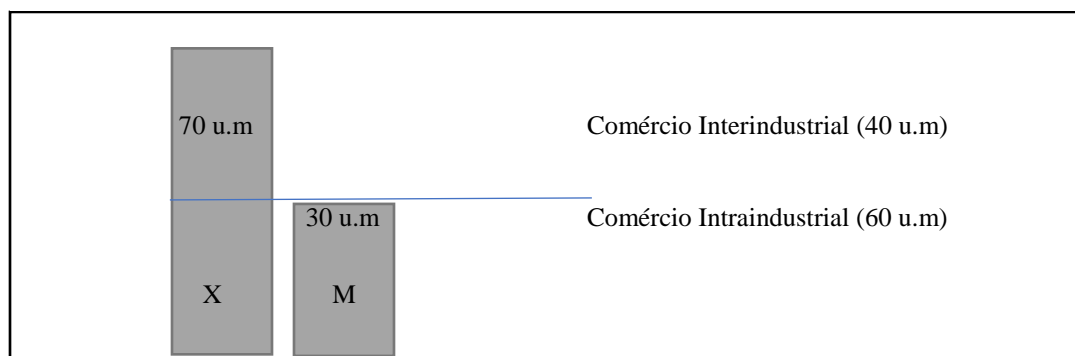 70 u.m Comércio Interindustrial (40 u.m)
30 u.m Comércio Intraindustrial (60 u.m)
X M